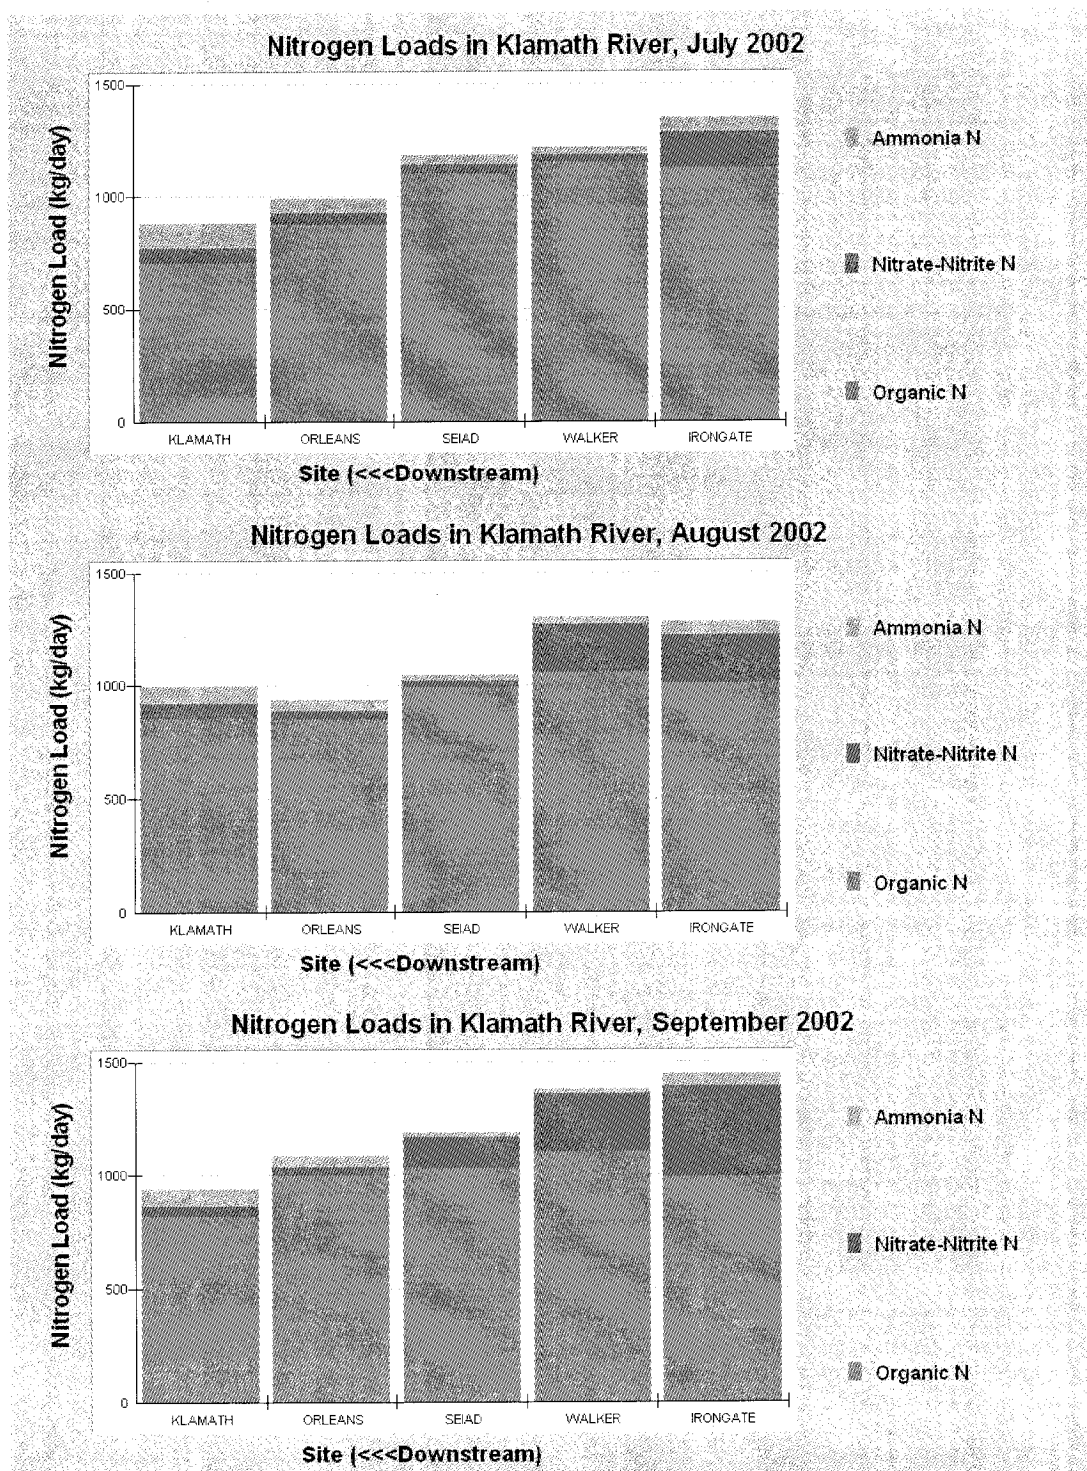 Nitrogen Loads in Klamath River, July 2002
Nitrogen Load (kg/day)
1500
1000
500
0
KLAMATH ORLEANS SEIAD WALKER IRONGATE
Site (<<<Downstream)
Ammonia N
Nitrate-Nitrite N
Organic N
Nitrogen Loads in Klamath River, August 2002
Nitrogen Load (kg/day)
1500
1000
500
0
KLAMATH ORLEANS SEIAD WALKER IRONGATE
Site (<<<Downstream)
Ammonia N
Nitrate-Nitrite N
Organic N
Nitrogen Loads in Klamath River, September 2002
Nitrogen Load (kg/day)
1500
1000
500
0
KLAMATH ORLEANS SEIAD WALKER IRONGATE
Site (<<<Downstream)
Ammonia N
Nitrate-Nitrite N
Organic N